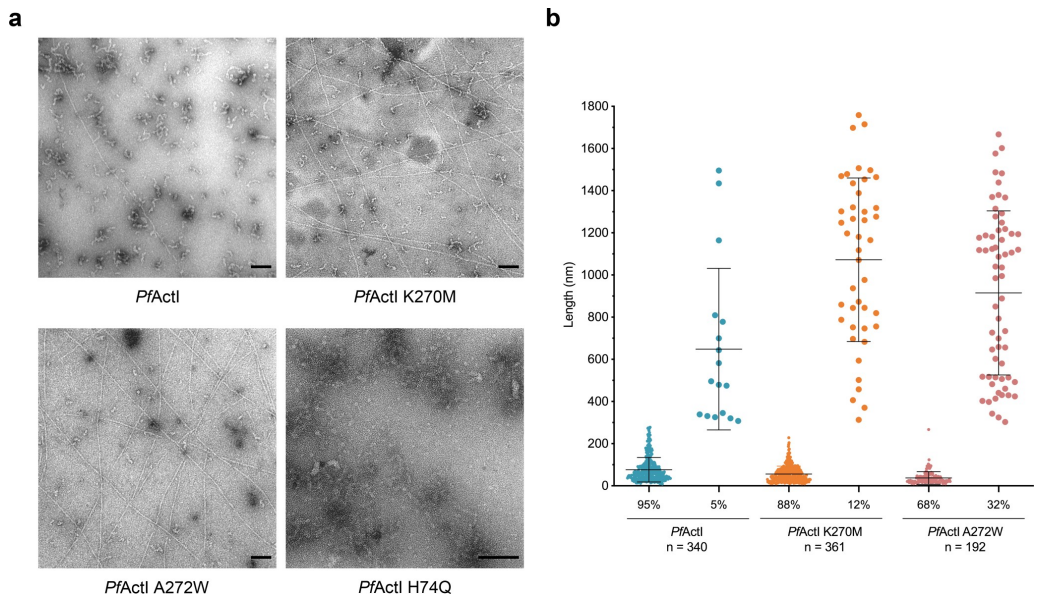 a
PfActI
PfActI K270M
PfActI A272W
PfActI H74Q
b
Length (nm)
1800
1600
1400
1200
1000
800
600
400
200
0
95% 5% 88% 12% 68% 32%
PfActI PfActI K270M PfActI A272W
n = 340 n = 361 n = 192